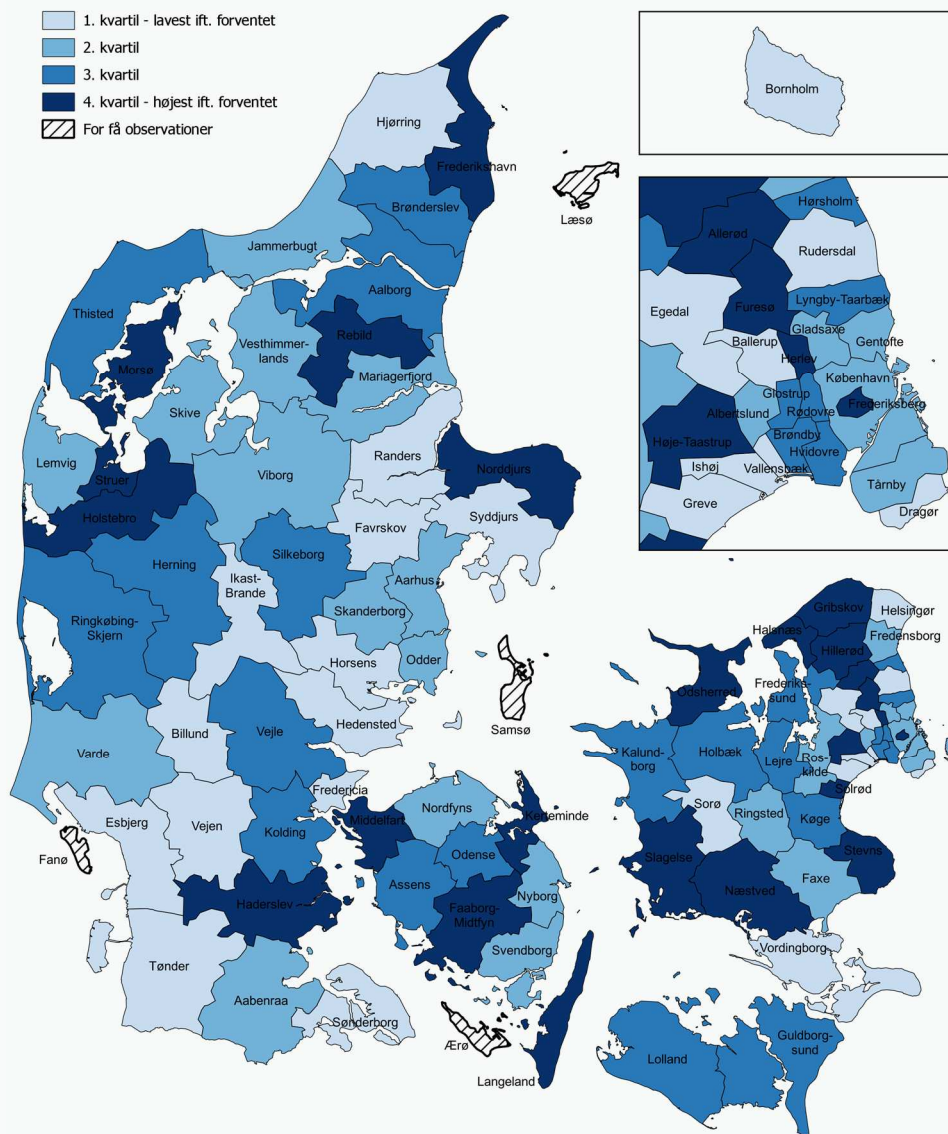 1. kvartil - lavest ift. forventet
2. kvartil
3. kvartil
4. kvartil - højest ift. forventet
For få observationer
Hjørring
Frederikshavn
Brønderslev
Læsø
Jammerbugt
Aalborg
Thisted
Vesthimmer-
lands
Rebild
Morsø
Mariagerfjord
Skive
Lemvig
Viborg
Randers
Norddjurs
Struer
Holstebro
Favrskov
Syddjurs
Herning
Silkeborg
Ikast-
Brande
Aarhus
Skanderborg
Ringkøbing-
Skjern
Odder
Horsens
Hedensted
Samsø
Billund
Vejle
Varde
Fredericia
Esbjerg
Vejen
Kolding
Middelfart
Nordfyns
Kerteminde
Fanø
Odense
Assens
Nyborg
Haderslev
Faaborg-
Midtfyn
Svendborg
Tønder
Aabenraa
Sønderborg
Ærø
Langeland
Bornholm
Hørsholm
Allerød
Rudersdal
Egedal
Furesø
Lyngby-Taarbæk
Gladsaxe
Ballerup
Gentofte
Herlev
København
Glostrup
Frederiksberg
Albertslund
Rødovre
Høje-Taastrup
Brøndby
Hvidovre
Ishøj
Vallensbæk
Greve
Tårnby
Dragør
Gribskov
Helsingør
Halsnæs
Fredensborg
Hillerød
Odsherred
Frederiks-
sund
Kalund-
borg
Holbæk
Lejre
Ros-
kilde
Solrød
Sorø
Ringsted
Køge
Slagelse
Stevns
Næstved
Faxe
Vordingborg
Guldborg-
sund
Lolland